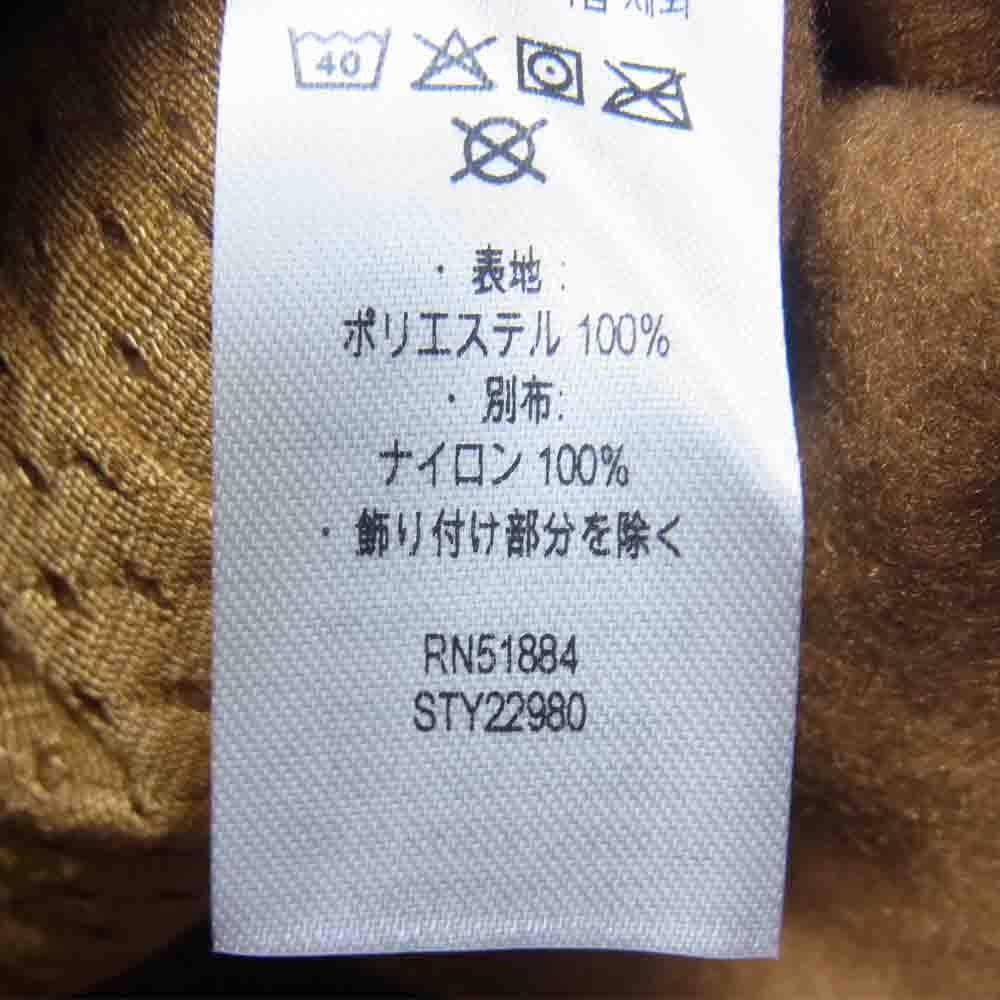 40
・表地 :
ポリエステル 100%
・別布:
ナイロン 100%
・飾り付け部分を除く
RN51884
STY22980